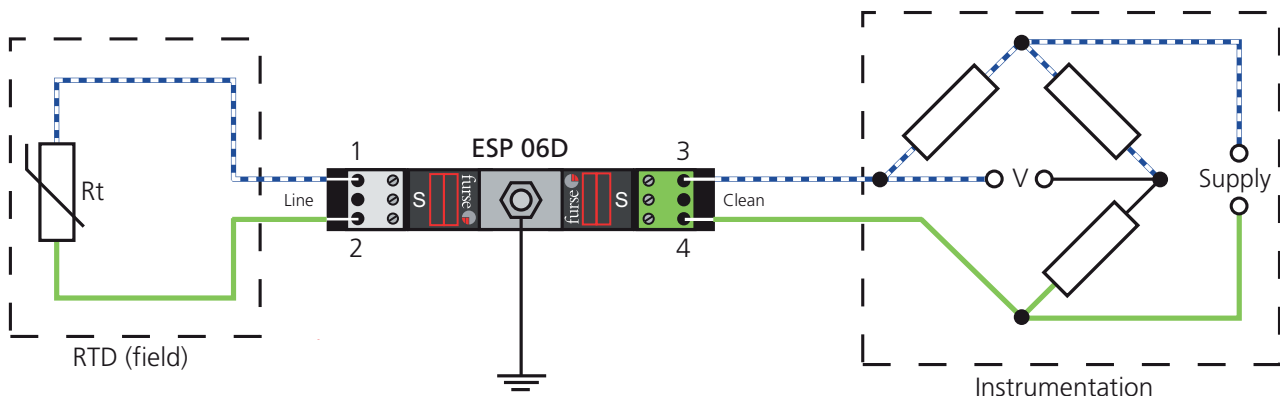 ESP 06D
1
3
Rt
Line
S
furse
furse
S
Clean
V
Supply
2
4
RTD (field)
Instrumentation